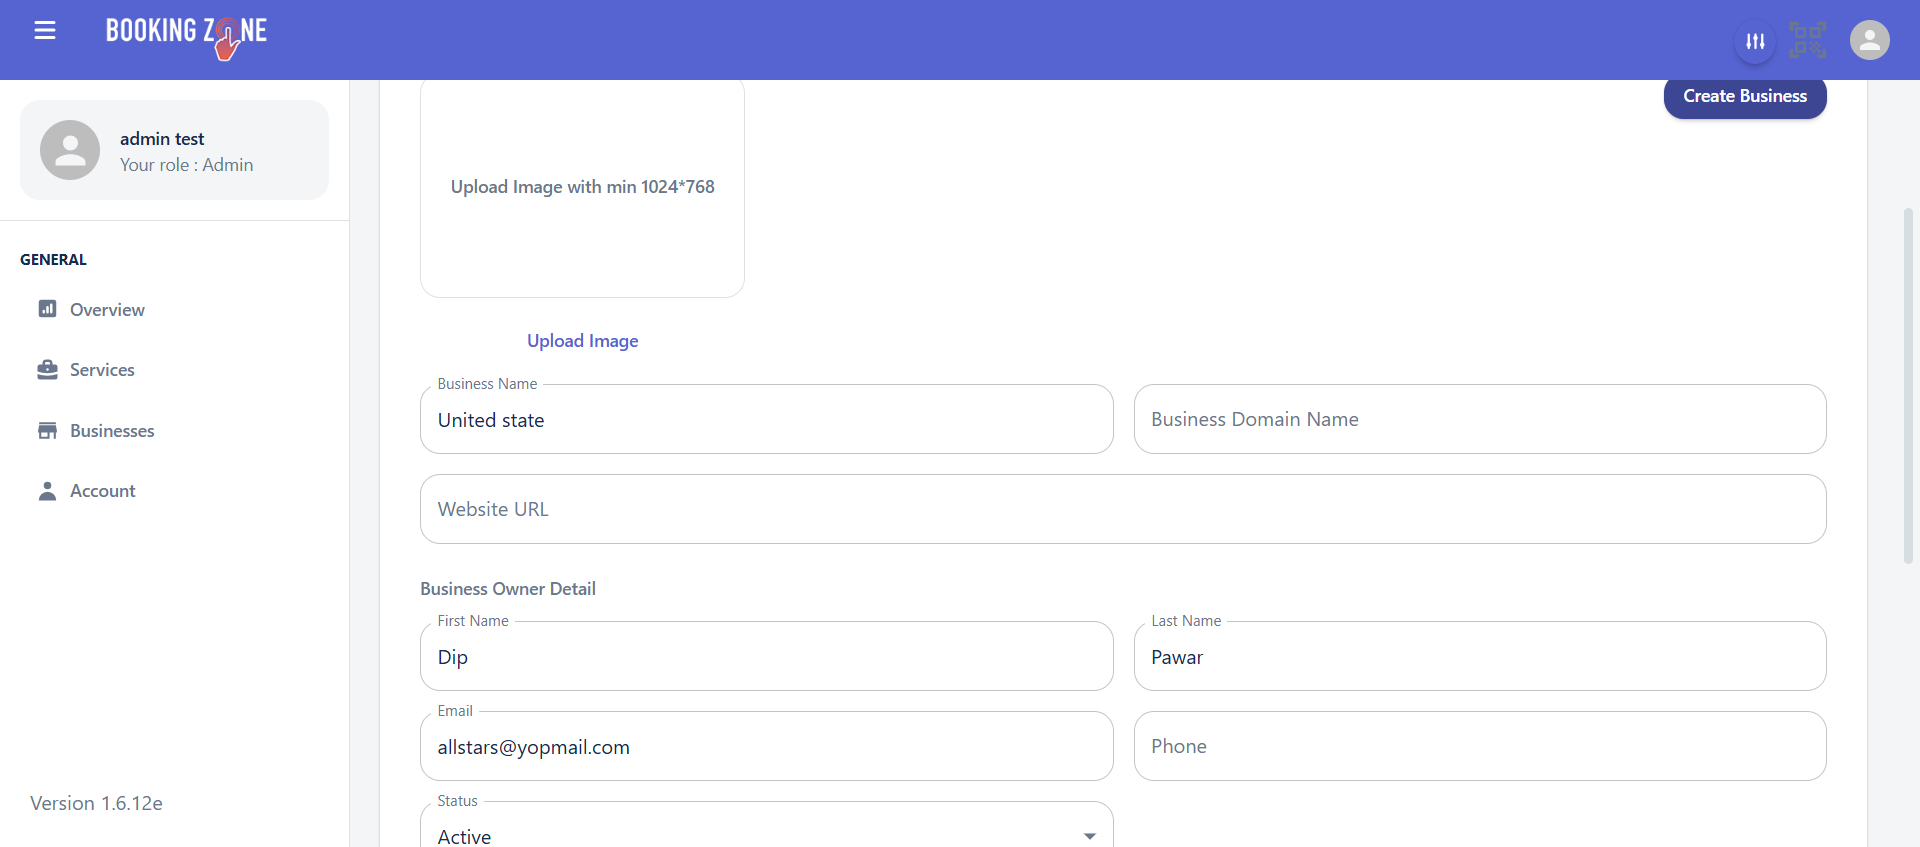 BOOKING ZONE
admin test
Your role : Admin
GENERAL
Overview
Services
Businesses
Account
Version 1.6.12e
Create Business
Upload Image with min 1024*768
Upload Image
Business Name
United state
Business Domain Name
Website URL
Business Owner Detail
First Name
Dip
Last Name
Pawar
Email
allstars@yopmail.com
Phone
Status
Active